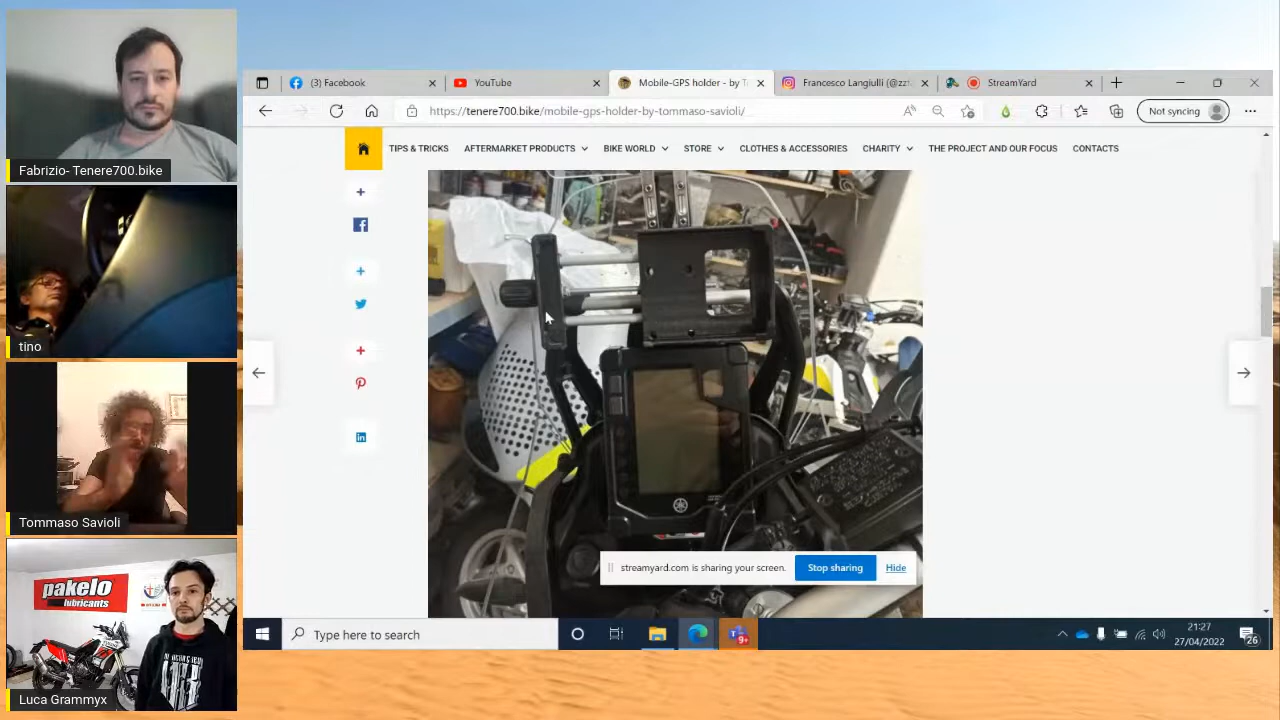 Fabrizio- Tenere700.bike
tino
Tommaso Savioli
pakelo
lubricants
Luca Grammyx
(3) Facebook
YouTube
Mobile-GPS holder - by T
Francesco Langiulli (@zz
StreamYard
https://tenere700.bike/mobile-gps-holder-by-tommaso-savioli/
Not syncing
TIPS & TRICKS
AFTERMARKET PRODUCTS
BIKE WORLD
STORE
CLOTHES & ACCESSORIES
CHARITY
THE PROJECT AND OUR FOCUS
CONTACTS
streamyard.com is sharing your screen.
Stop sharing
Hide
Type here to search
9+
21:27
27/04/2022
26